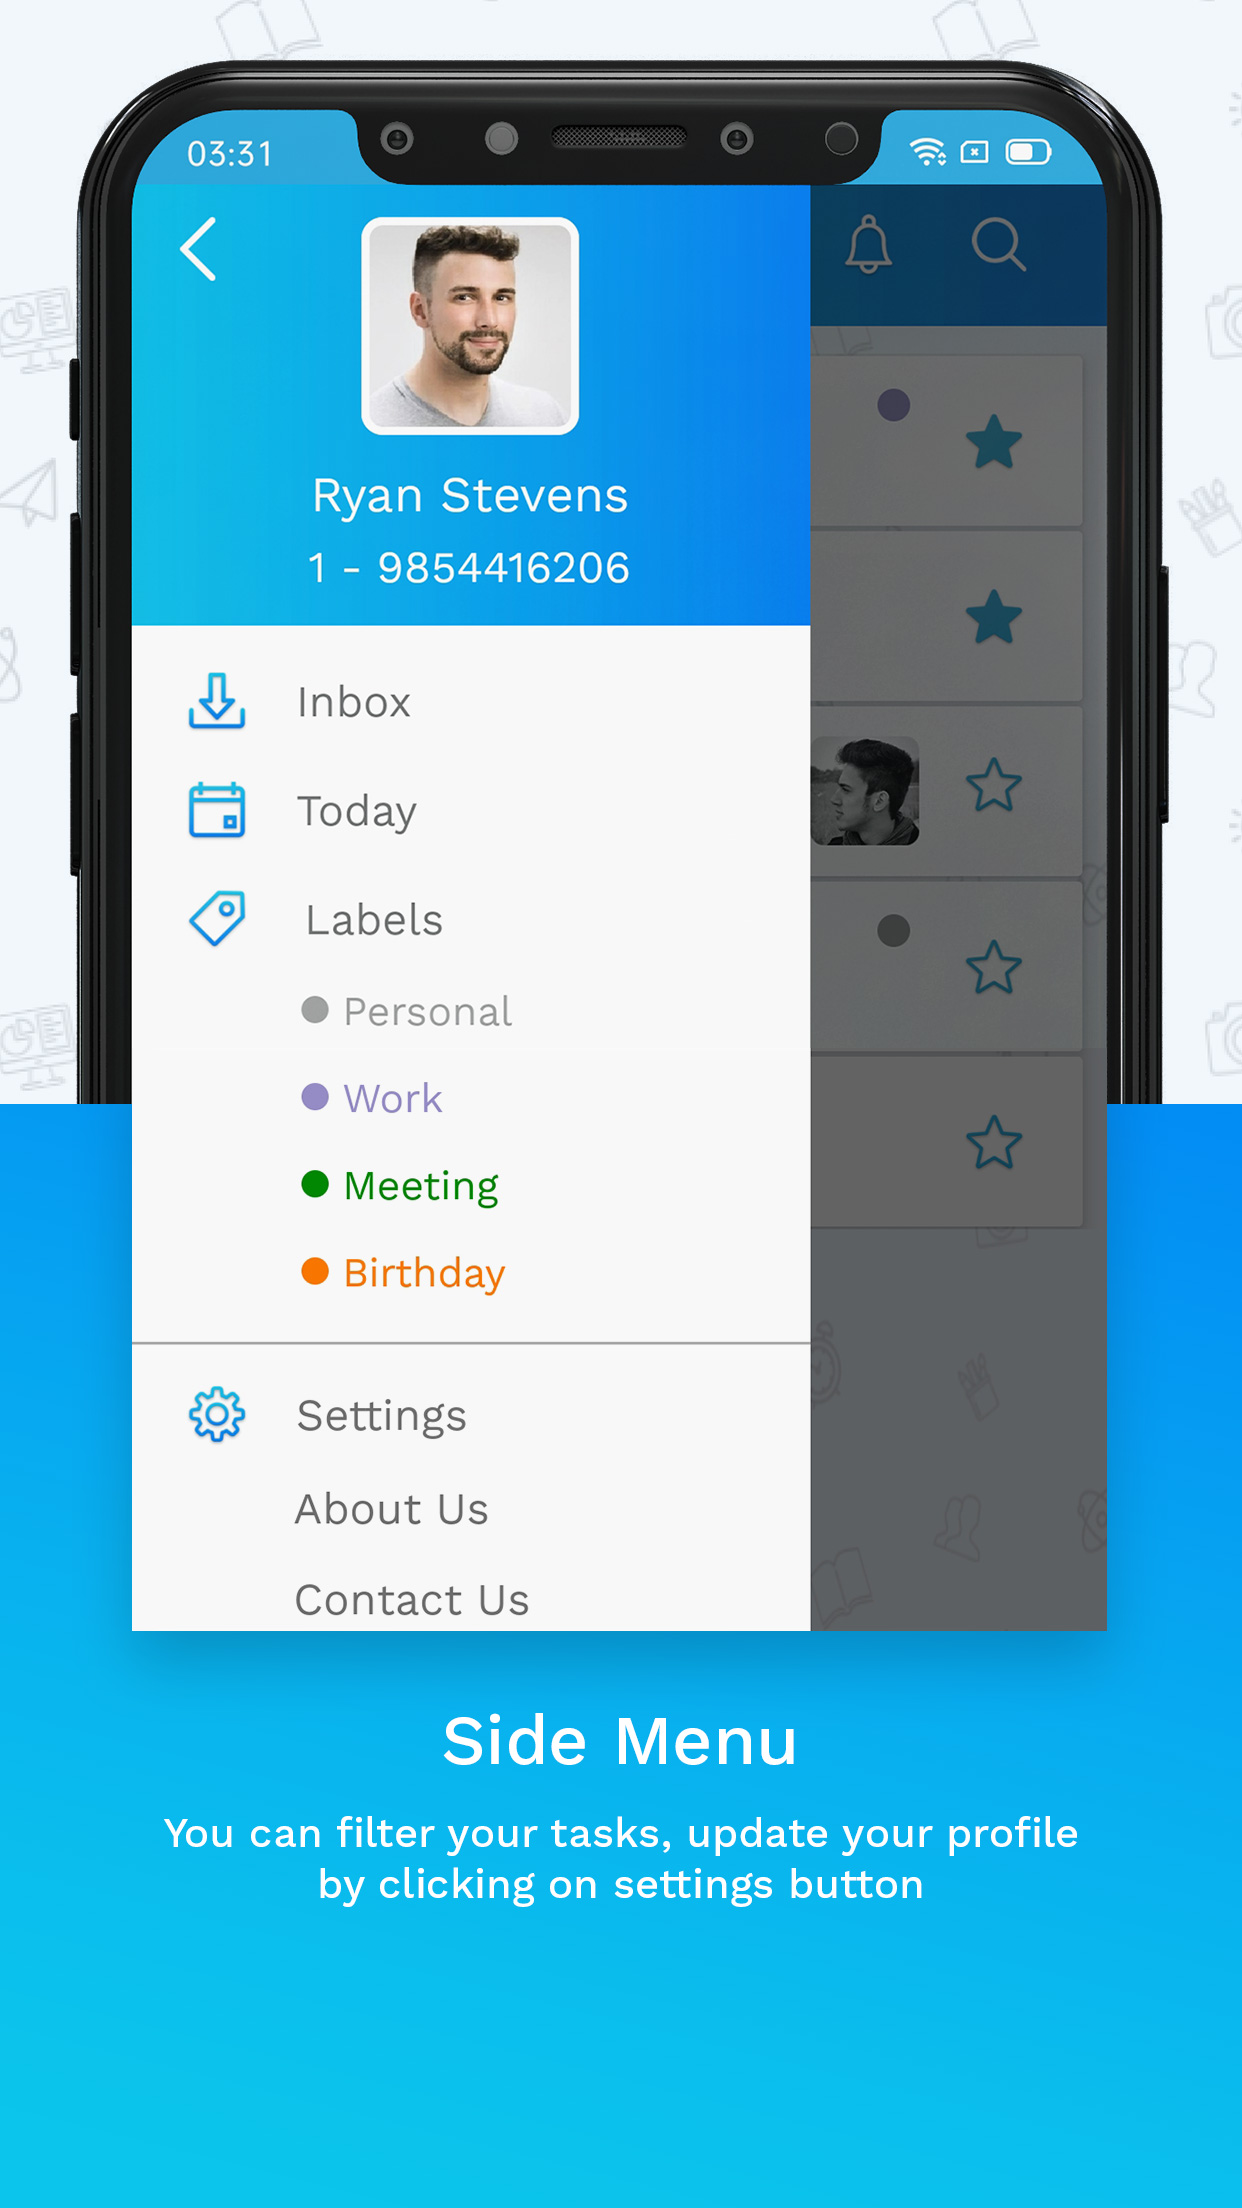 03:31
Ryan Stevens
1 - 9854416206
Inbox
Today
Labels
Personal
Work
Meeting
Birthday
Settings
About Us
Contact Us
Side Menu
You can filter your tasks, update your profile
by clicking on settings button